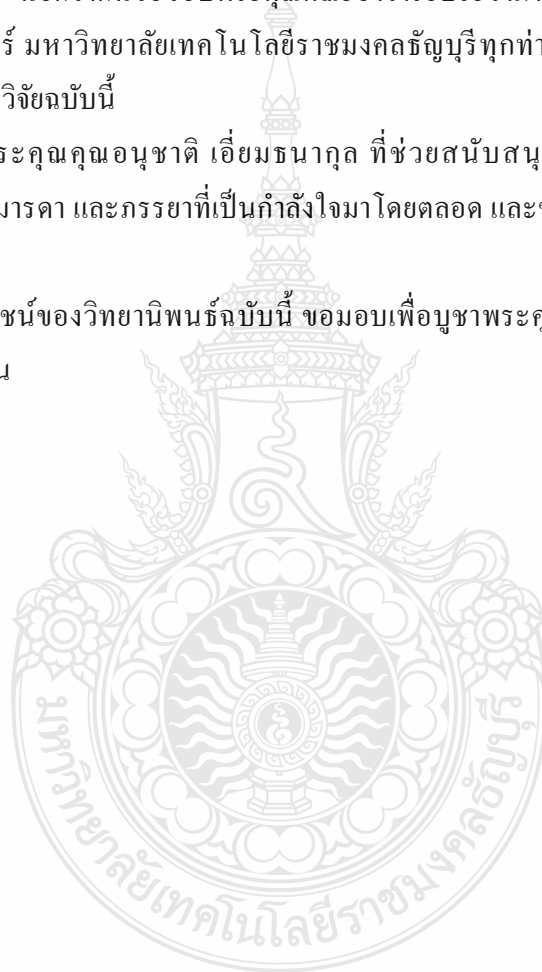 ร์ มหาวิทยาลัยเทคโนโลยีราชมงคลธัญบุรีทุกท่า
วิจัยฉบับนี้
ระคุณคุณอนุชาติ เอี่ยมธนากุล ที่ช่วยสนับสนุ
มารดา และภรรยาที่เป็นกำลังใจมาโดยตลอด และข
ชน์ของวิทยานิพนธ์ฉบับนี้ ขอมอบเพื่อบูชาพระคุ
น
มหาวิทยาลัยเทคโนโลยีราชมงคลธัญบุรี